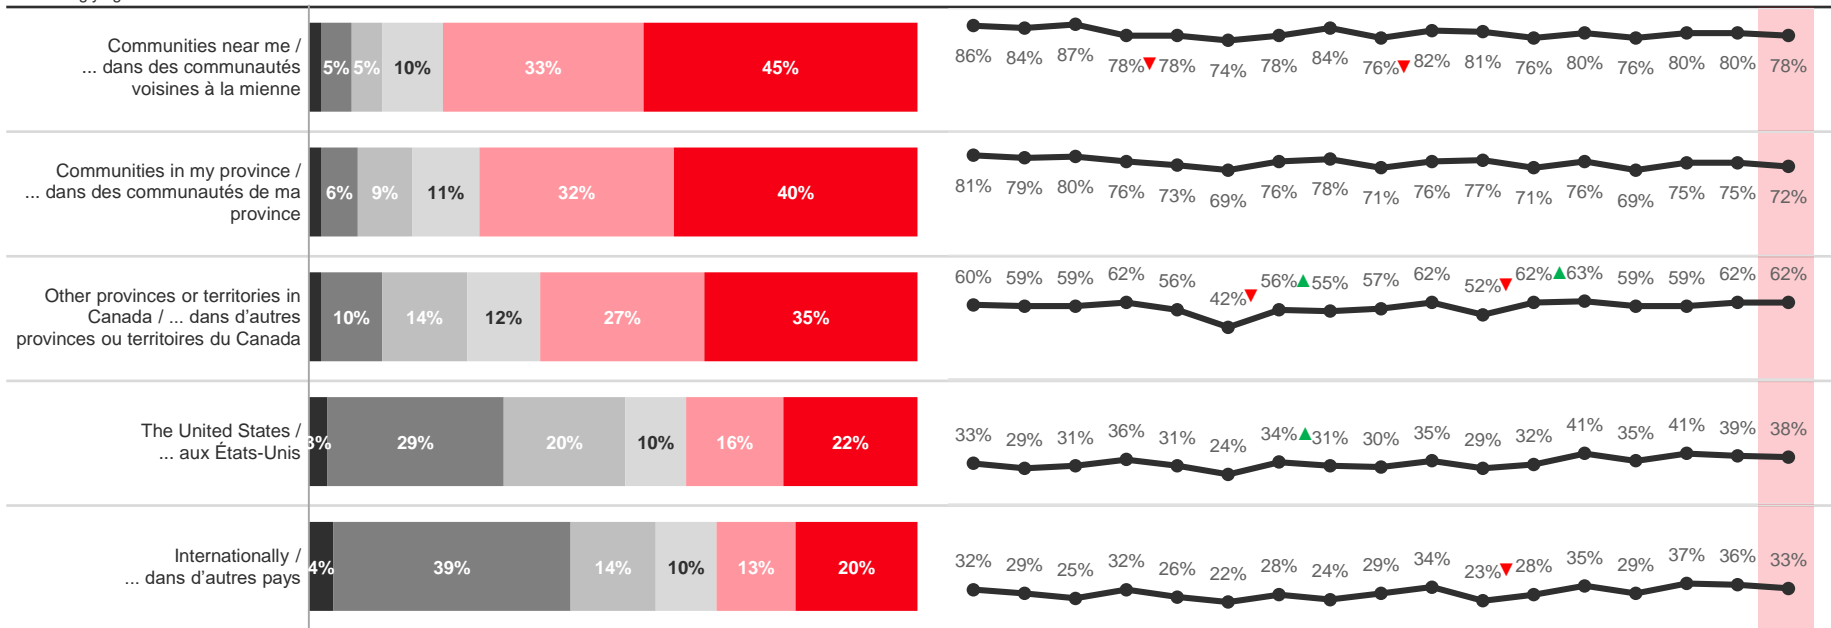 Communities near me /
... dans des communautés
voisines à la mienne
5% 5% 10% 33% 45%
86% 84% 87% 78% 78% 74% 78% 84% 76% 82% 81% 76% 80% 76% 80% 80% 78%
Communities in my province /
... dans des communautés de ma
province
6% 9% 11% 32% 40%
81% 79% 80% 76% 73% 69% 76% 78% 71% 76% 77% 71% 76% 69% 75% 75% 72%
Other provinces or territories in
Canada / ... dans d'autres
provinces ou territoires du Canada
10% 14% 12% 27% 35%
60% 59% 59% 62% 56% 42% 56% 55% 57% 62% 52% 62% 63% 59% 59% 62% 62%
The United States /
... aux États-Unis
3% 29% 20% 10% 16% 22%
33% 29% 31% 36% 31% 24% 34% 31% 30% 35% 29% 32% 41% 35% 41% 39% 38%
Internationally /
... dans d'autres pays
4% 39% 14% 10% 13% 20%
32% 29% 25% 32% 26% 22% 28% 24% 29% 34% 23% 28% 35% 29% 37% 36% 33%